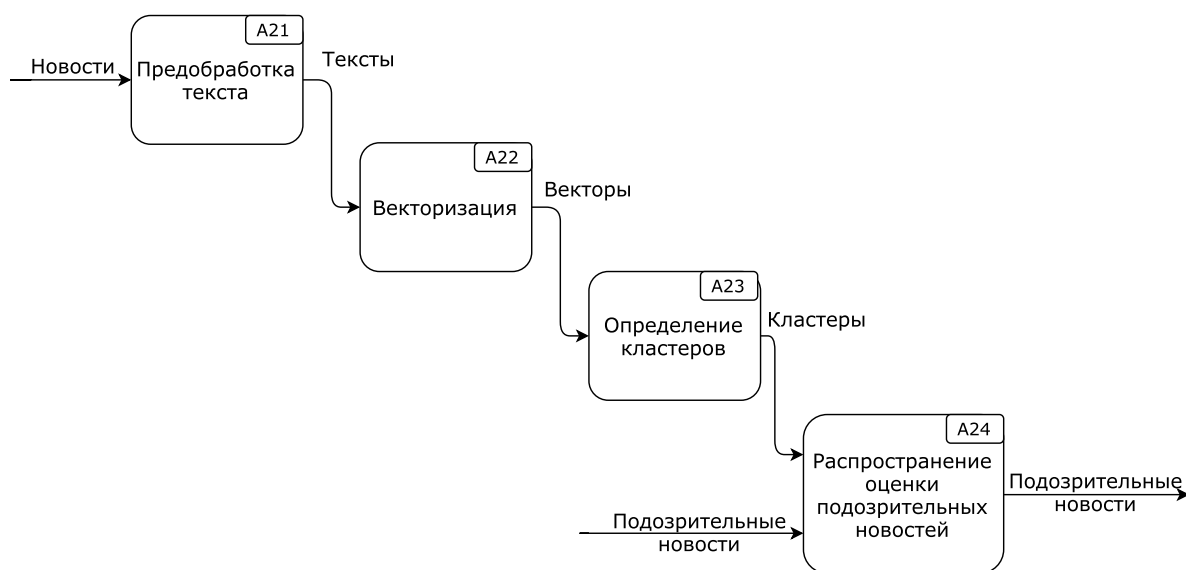 A21
Новости
Предобработка
текста
Тексты
A22
Векторизация
Векторы
A23
Определение
кластеров
Кластеры
A24
Распространение
оценки
подозрительных
новостей
Подозрительные
новости
Подозрительные
новости